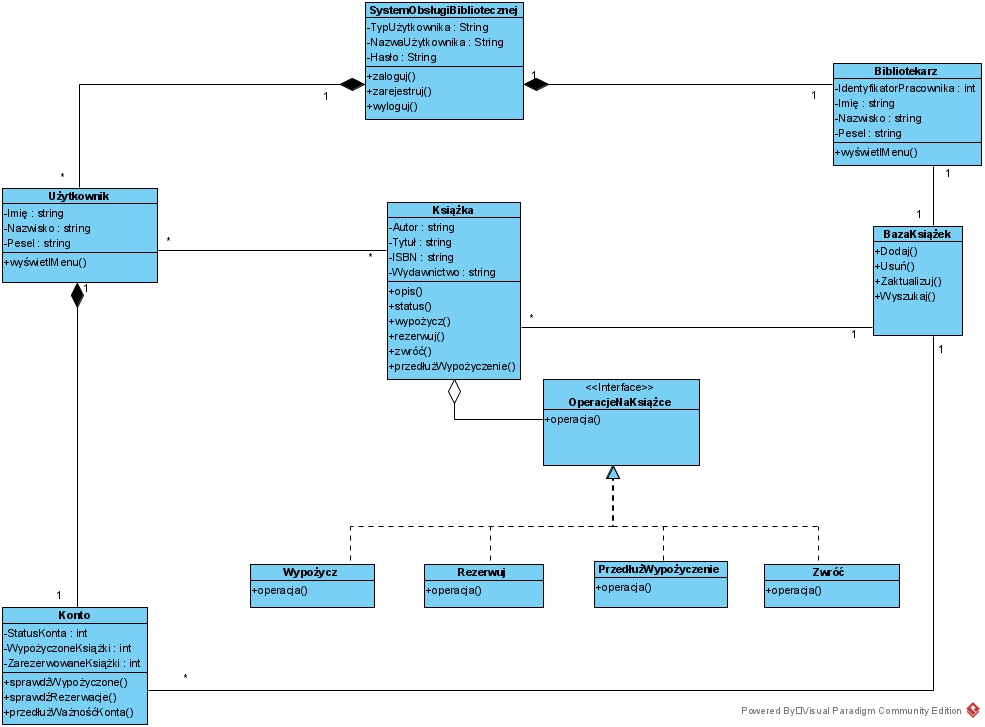 SystemObsługiBibliotecznej
-TypUżytkownika : String
-NazwaUżytkownika : String
-Hasło : String
+zaloguj()
+zarejestruj()
+wyloguj()
1
1
1
Bibliotekarz
-IdentyfikatorPracownika : int
-Imię : string
-Nazwisko : string
-Pesel : string
+wyświetlMenu()
*
1
Użytkownik
-Imię : string
-Nazwisko : string
-Pesel : string
+wyświetlMenu()
1
*
*
Książka
-Autor : string
-Tytuł : string
-ISBN : string
-Wydawnictwo : string
+opis()
+status()
+wypożycz()
+rezerwuj()
+zwróć()
+przedłużWypożyczenie()
1
BazaKsiążek
+Dodaj()
+Usuń()
+Zaktualizuj()
+Wyszukaj()
*
1
1
<<Interface>>
OperacjeNaKsiążce
+operacja()
Wypożycz
+operacja()
Rezerwuj
+operacja()
PrzedłużWypożyczenie
+operacja()
Zwróć
+operacja()
1
Konto
-StatusKonta : int
-WypożyczoneKsiążki : int
-ZarezerwowaneKsiążki : int
+sprawdźWypożyczone()
+sprawdźRezerwacje()
+przedłużWażnośćKonta()
*
Powered By Visual Paradigm Community Edition